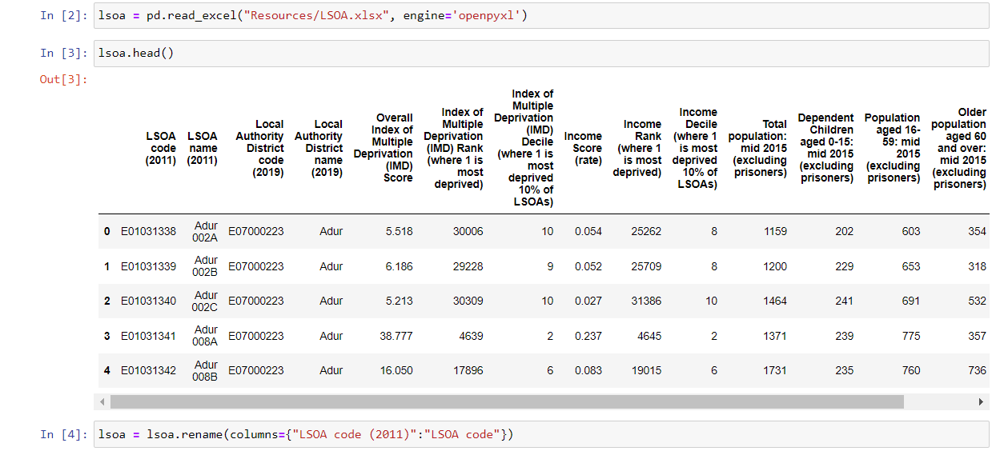 In [2]: lsoa = pd.read_excel("Resources/LSOA.xlsx", engine='openpyxl')
In [3]: lsoa.head()
Out[3]:
LSOA code (2011) LSOA name (2011) Local Authority District code (2019) Local Authority District name (2019) Overall Index of Multiple Deprivation (IMD) Score Index of Multiple Deprivation (IMD) Rank (where 1 is most deprived) Index of Multiple Deprivation (IMD) Decile (where 1 is most deprived 10% of LSOAs) Income Score (rate) Income Rank (where 1 is most deprived) Income Decile (where 1 is most deprived 10% of LSOAs) Total population: mid 2015 (excluding prisoners) Dependent Children aged 0-15: mid 2015 (excluding prisoners) Population aged 16-59: mid 2015 (excluding prisoners) Older population aged 60 and over: mid 2015 (excluding prisoners)
0 E01031338 Adur 002A E07000223 Adur 5.518 30006 10 0.054 25262 8 1159 202 603 354
1 E01031339 Adur 002B E07000223 Adur 6.186 29228 9 0.052 25709 8 1200 229 653 318
2 E01031340 Adur 002C E07000223 Adur 5.213 30309 10 0.027 31386 10 1464 241 691 532
3 E01031341 Adur 008A E07000223 Adur 38.777 4639 2 0.237 4645 2 1371 239 775 357
4 E01031342 Adur 008B E07000223 Adur 16.050 17896 6 0.083 19015 6 1731 235 760 736
In [4]: lsoa = lsoa.rename(columns={"LSOA code (2011)":"LSOA code"})